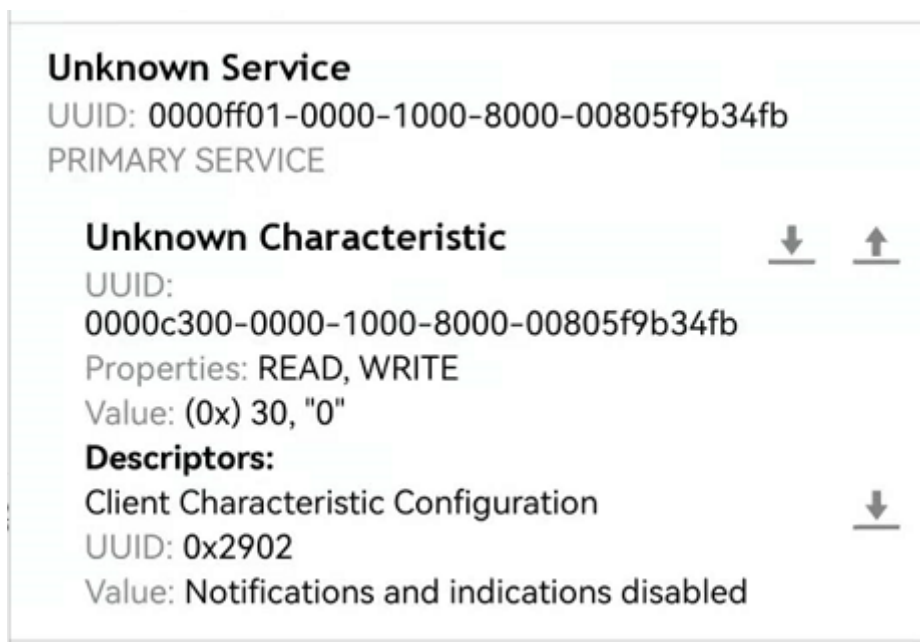 Unknown Service
UUID: 0000ff01-0000-1000-8000-00805f9b34fb
PRIMARY SERVICE
Unknown Characteristic
UUID:
0000c300-0000-1000-8000-00805f9b34fb
Properties: READ, WRITE
Value: (0x) 30, "0"
Descriptors:
Client Characteristic Configuration
UUID: 0x2902
Value: Notifications and indications disabled